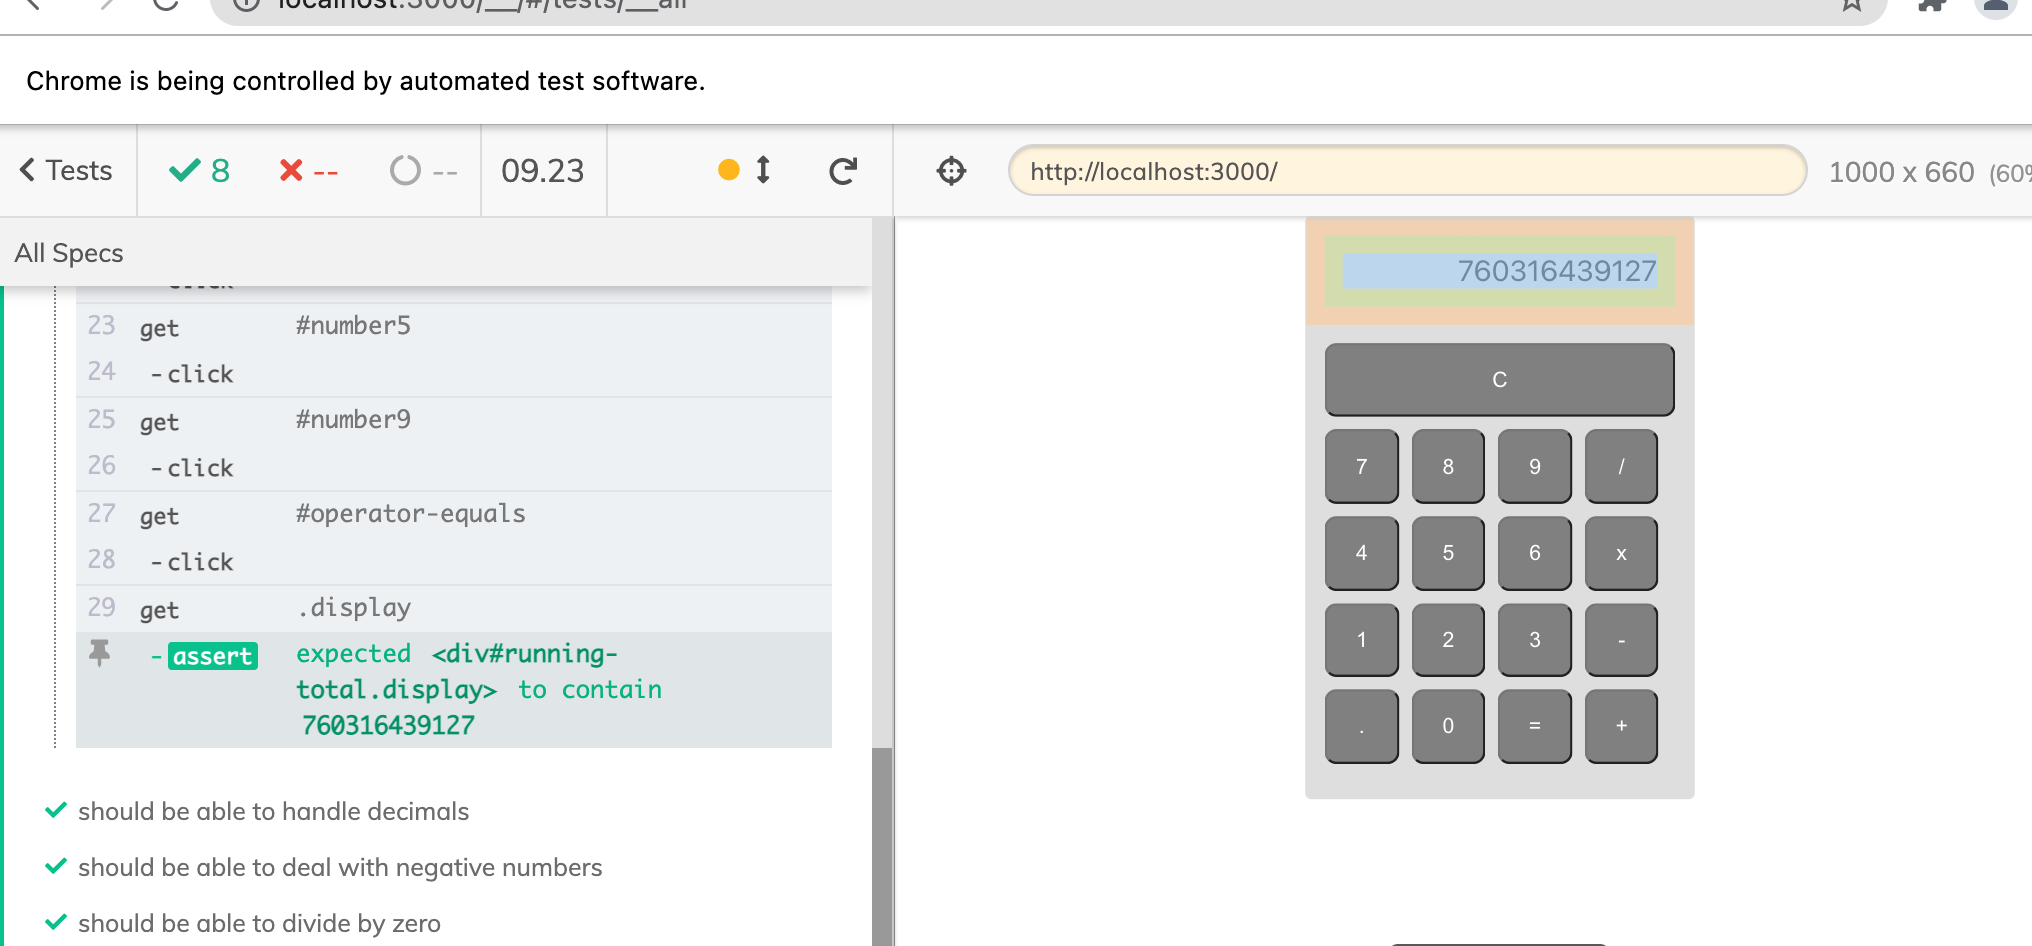 localhost:3000/__/#/tests/__all
Chrome is being controlled by automated test software.
Tests 8 -- -- 09.23 http://localhost:3000/ 1000 x 660 (60%
All Specs
760316439127
- click
23 get #number5
24 - click
25 get #number9
26 - click
27 get #operator-equals
28 - click
29 get .display
- assert expected <div#running-
total.display> to contain
760316439127
should be able to handle decimals
should be able to deal with negative numbers
should be able to divide by zero
C
7 8 9 /
4 5 6 x
1 2 3 -
. 0 = +